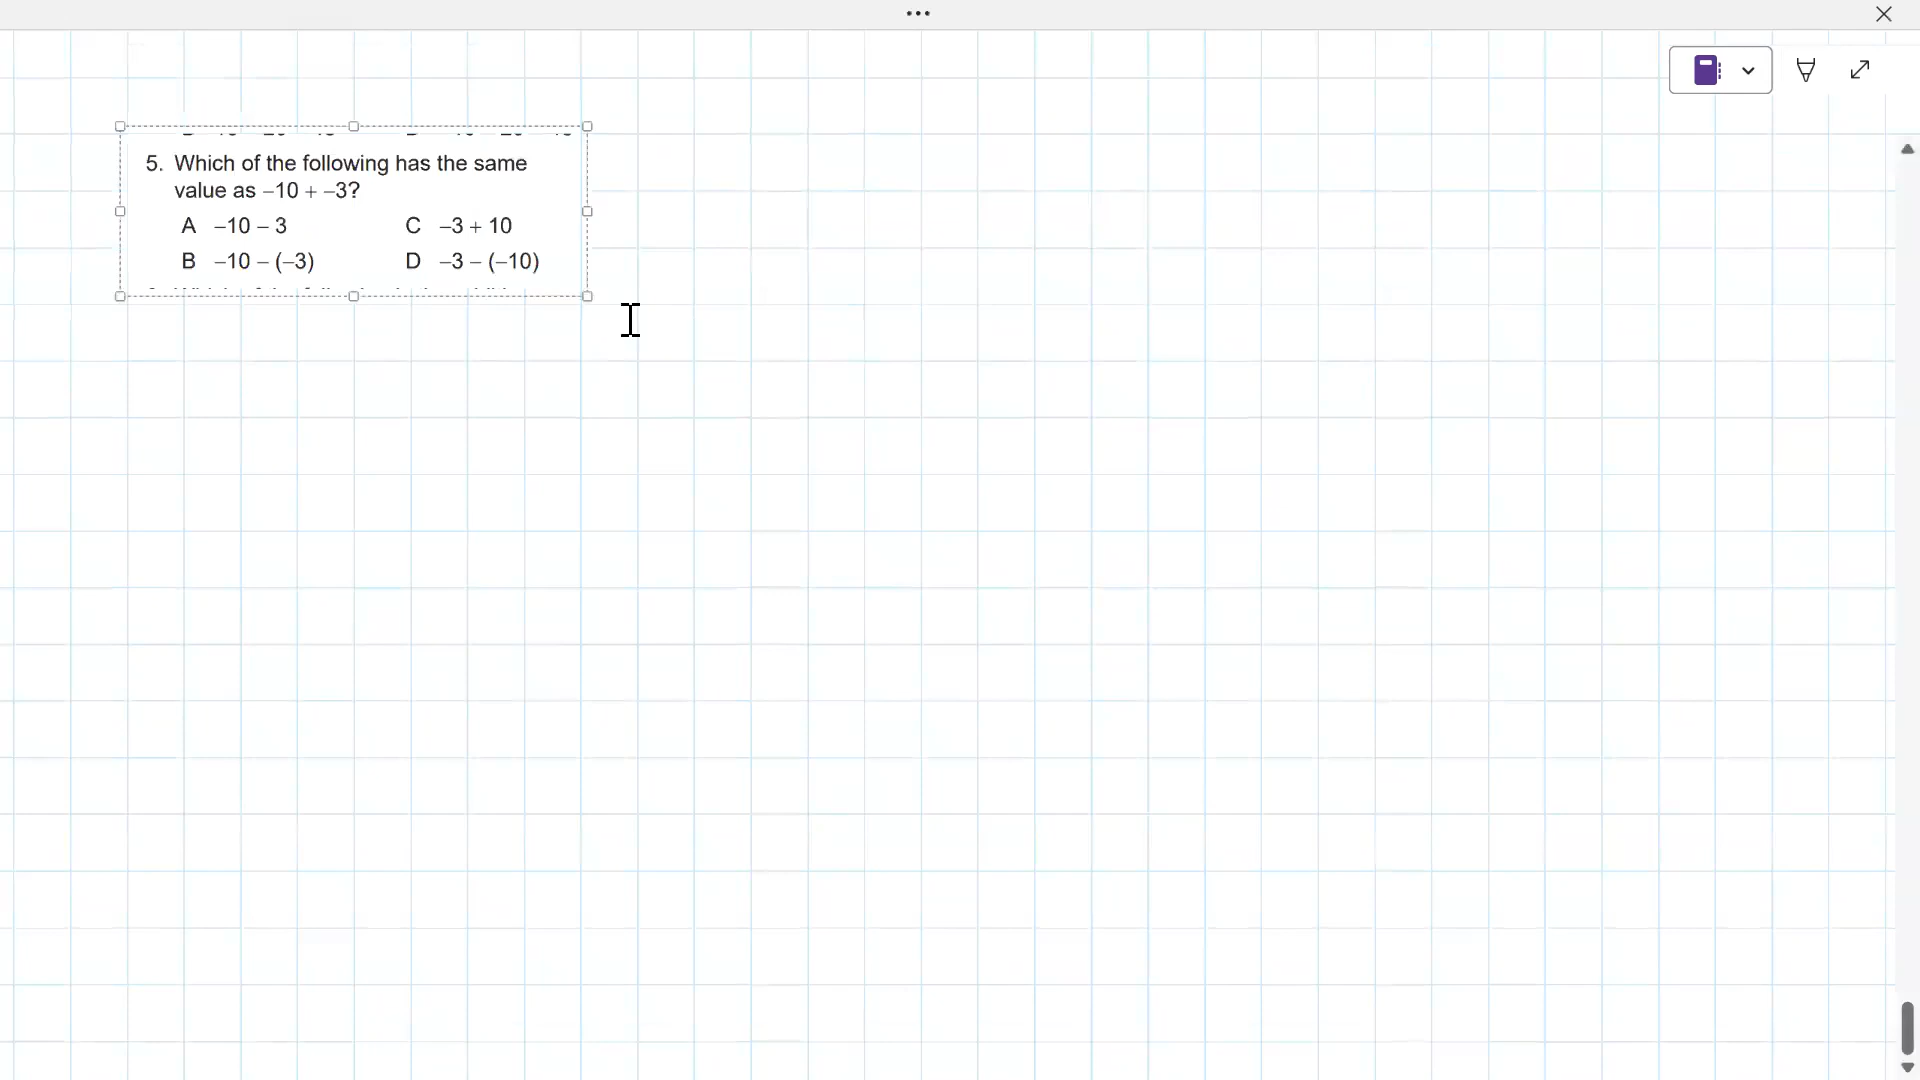 5. Which of the following has the same
value as –10 + –3?
A –10 – 3 C –3 + 10
B –10 – (–3) D –3 – (–10)